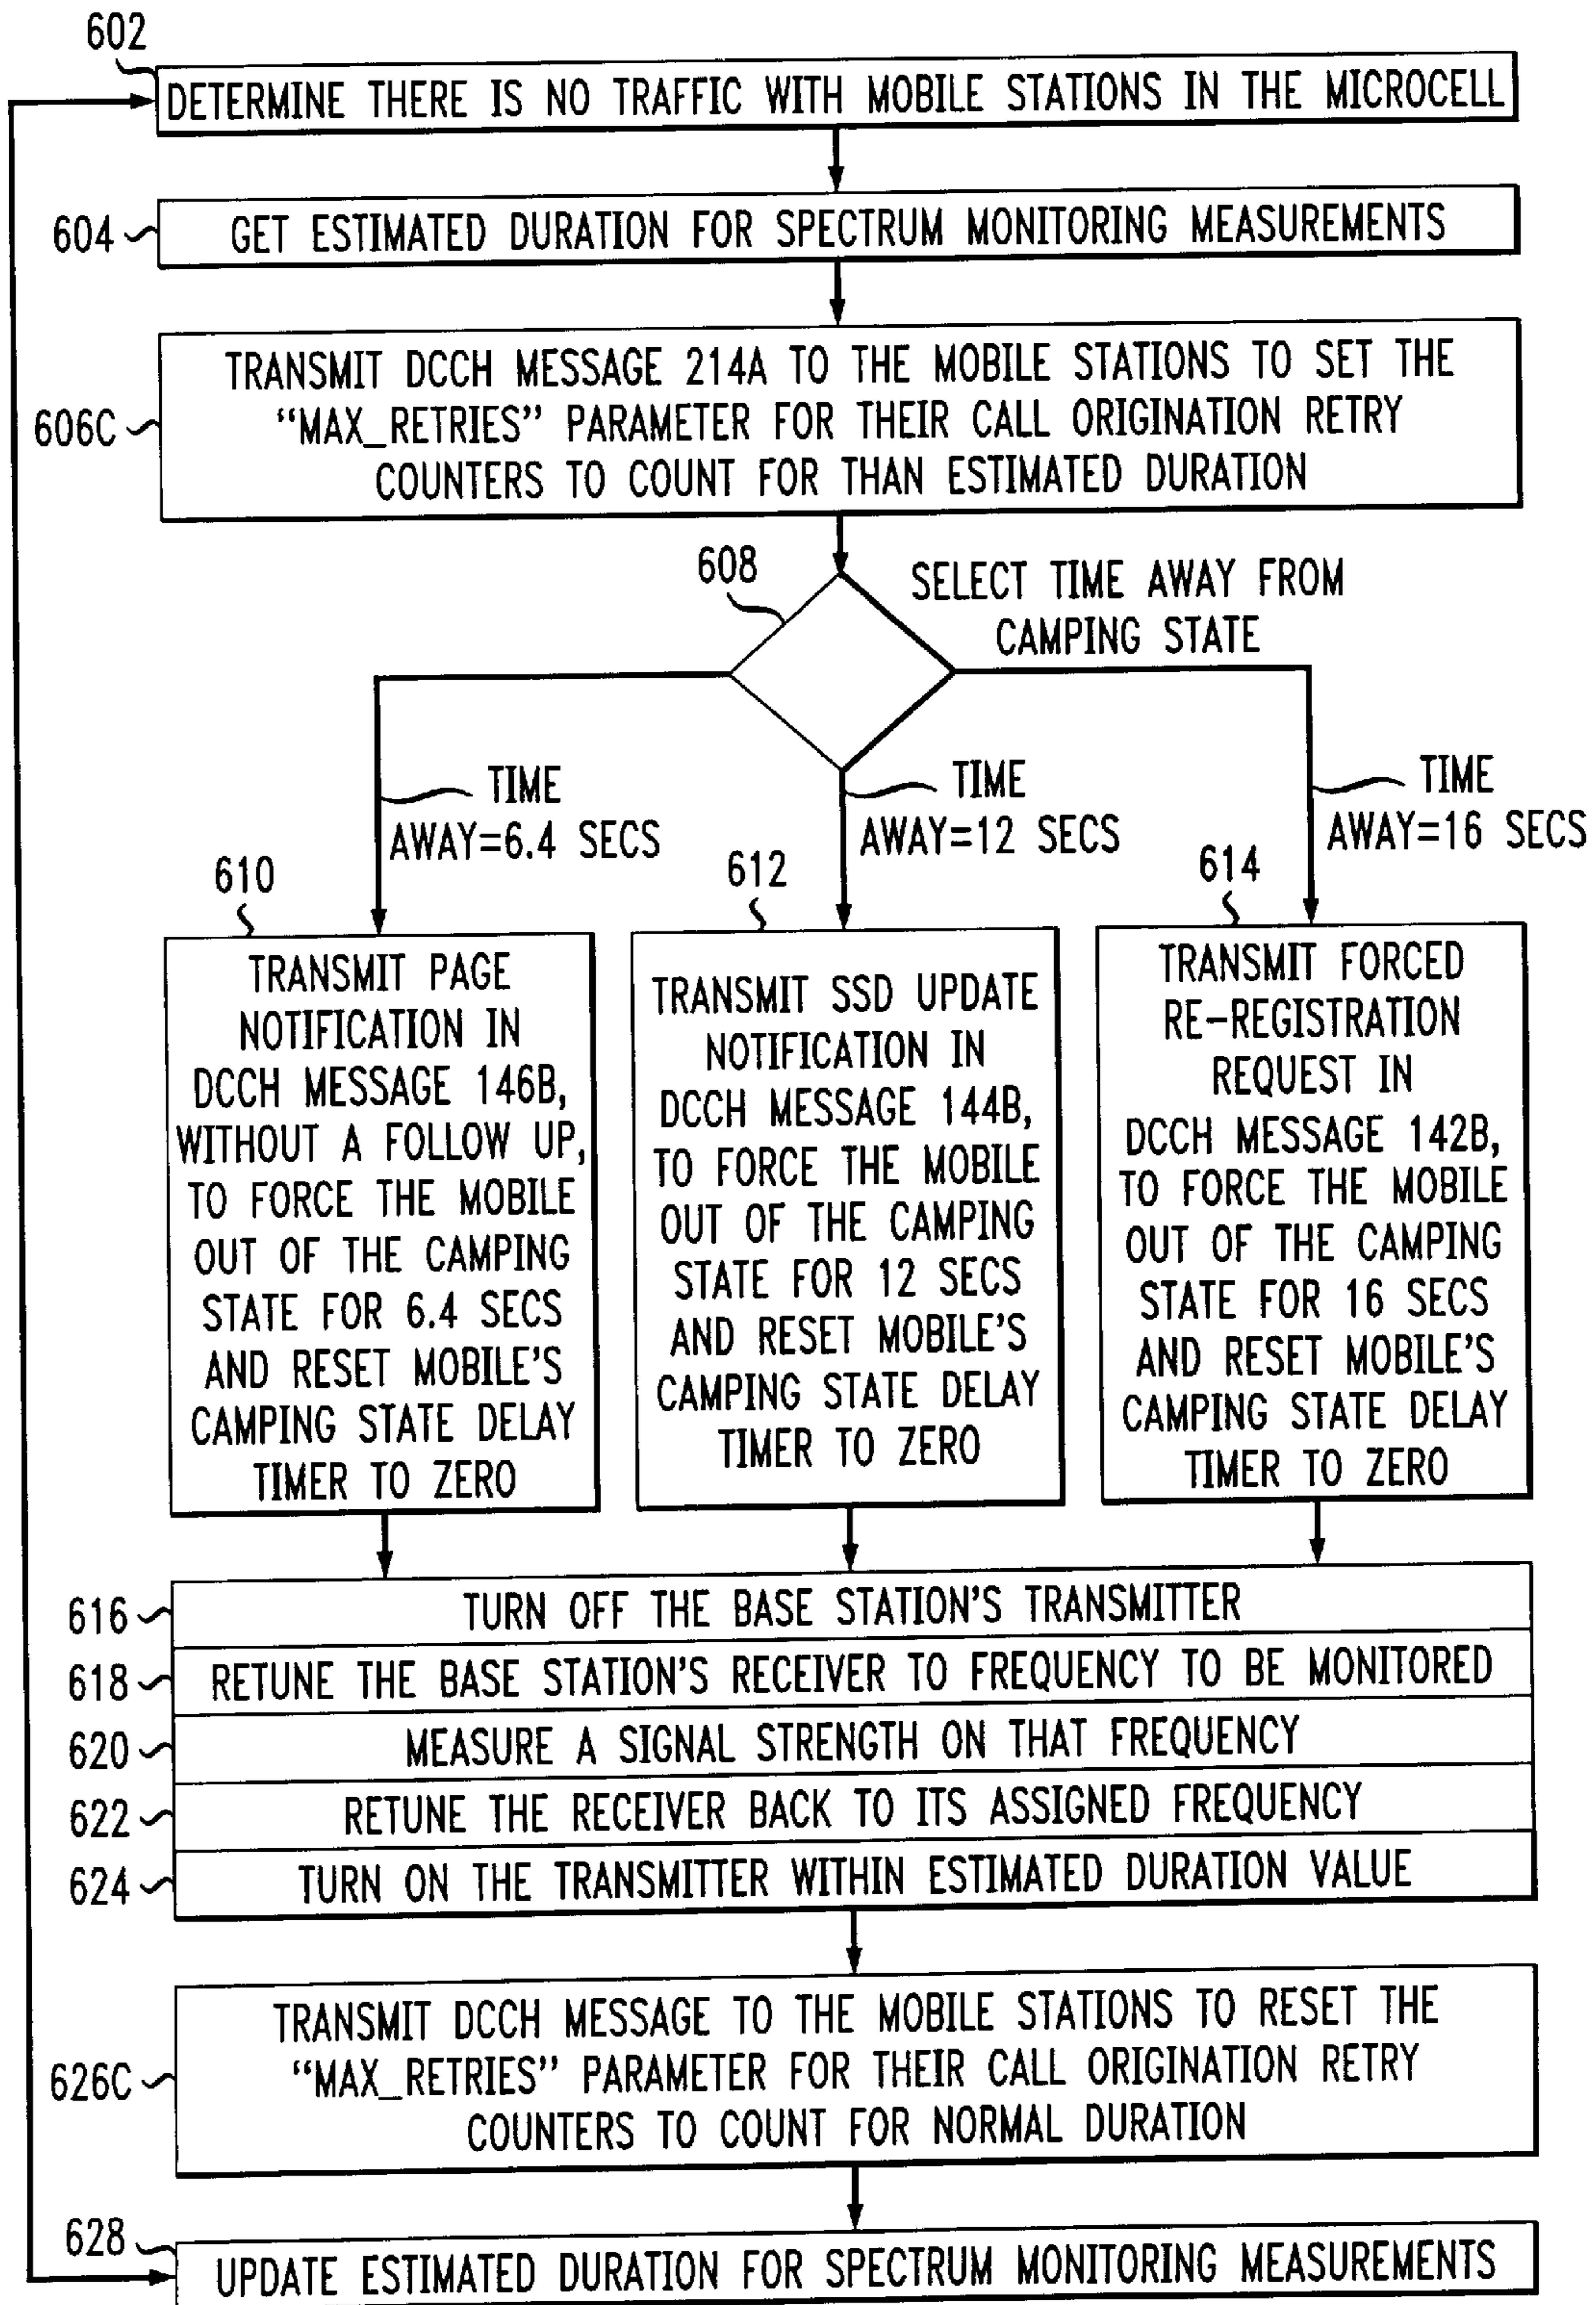 602
DETERMINE THERE IS NO TRAFFIC WITH MOBILE STATIONS IN THE MICROCELL
604
GET ESTIMATED DURATION FOR SPECTRUM MONITORING MEASUREMENTS
606C
TRANSMIT DCCH MESSAGE 214A TO THE MOBILE STATIONS TO SET THE
“MAX_RETRIES” PARAMETER FOR THEIR CALL ORIGINATION RETRY
COUNTERS TO COUNT FOR THAN ESTIMATED DURATION
608
SELECT TIME AWAY FROM
CAMPING STATE
TIME
AWAY=6.4 SECS
TIME
AWAY=12 SECS
TIME
AWAY=16 SECS
610
TRANSMIT PAGE
NOTIFICATION IN
DCCH MESSAGE 146B,
WITHOUT A FOLLOW UP,
TO FORCE THE MOBILE
OUT OF THE CAMPING
STATE FOR 6.4 SECS
AND RESET MOBILE'S
CAMPING STATE DELAY
TIMER TO ZERO
612
TRANSMIT SSD UPDATE
NOTIFICATION IN
DCCH MESSAGE 144B,
TO FORCE THE MOBILE
OUT OF THE CAMPING
STATE FOR 12 SECS
AND RESET MOBILE'S
CAMPING STATE DELAY
TIMER TO ZERO
614
TRANSMIT FORCED
RE-REGISTRATION
REQUEST IN
DCCH MESSAGE 142B,
TO FORCE THE MOBILE
OUT OF THE CAMPING
STATE FOR 16 SECS
AND RESET MOBILE'S
CAMPING STATE DELAY
TIMER TO ZERO
616
TURN OFF THE BASE STATION'S TRANSMITTER
618
RETUNE THE BASE STATION'S RECEIVER TO FREQUENCY TO BE MONITORED
620
MEASURE A SIGNAL STRENGTH ON THAT FREQUENCY
622
RETUNE THE RECEIVER BACK TO ITS ASSIGNED FREQUENCY
624
TURN ON THE TRANSMITTER WITHIN ESTIMATED DURATION VALUE
626C
TRANSMIT DCCH MESSAGE TO THE MOBILE STATIONS TO RESET THE
“MAX_RETRIES” PARAMETER FOR THEIR CALL ORIGINATION RETRY
COUNTERS TO COUNT FOR NORMAL DURATION
628
UPDATE ESTIMATED DURATION FOR SPECTRUM MONITORING MEASUREMENTS